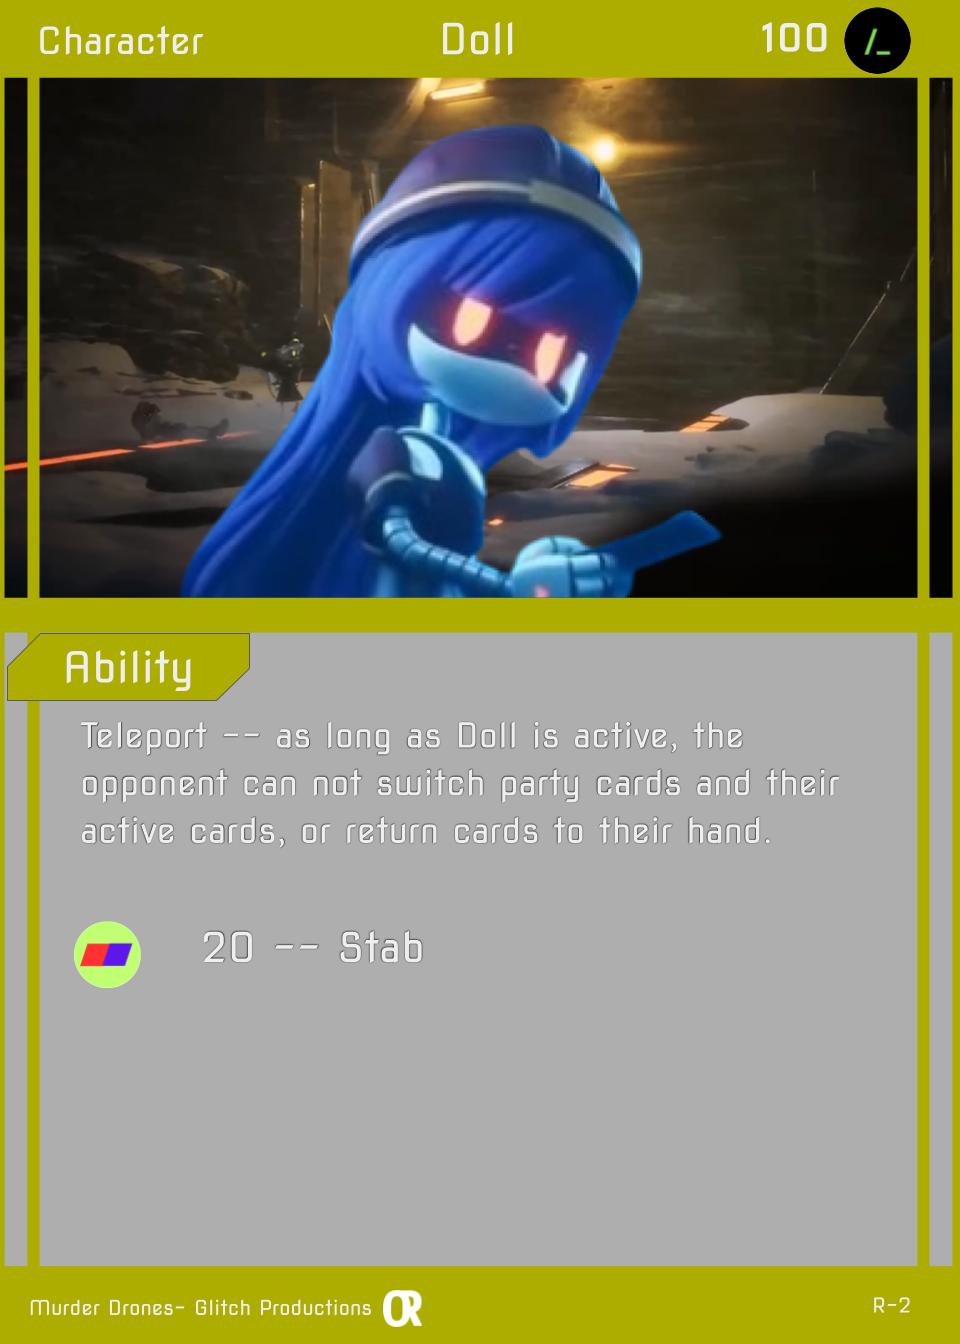 Character
Doll
100
/_
Ability
Teleport -- as long as Doll is active, the
opponent can not switch party cards and their
active cards, or return cards to their hand.
20 -- Stab
Murder Drones- Glitch Productions OR
R-2